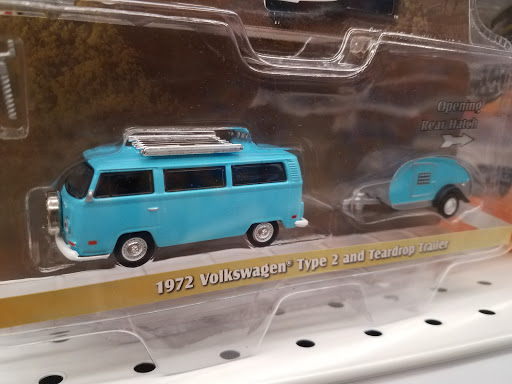 Opening
Rear Hatch
1972 Volkswagen® Type 2 and Teardrop Trailer